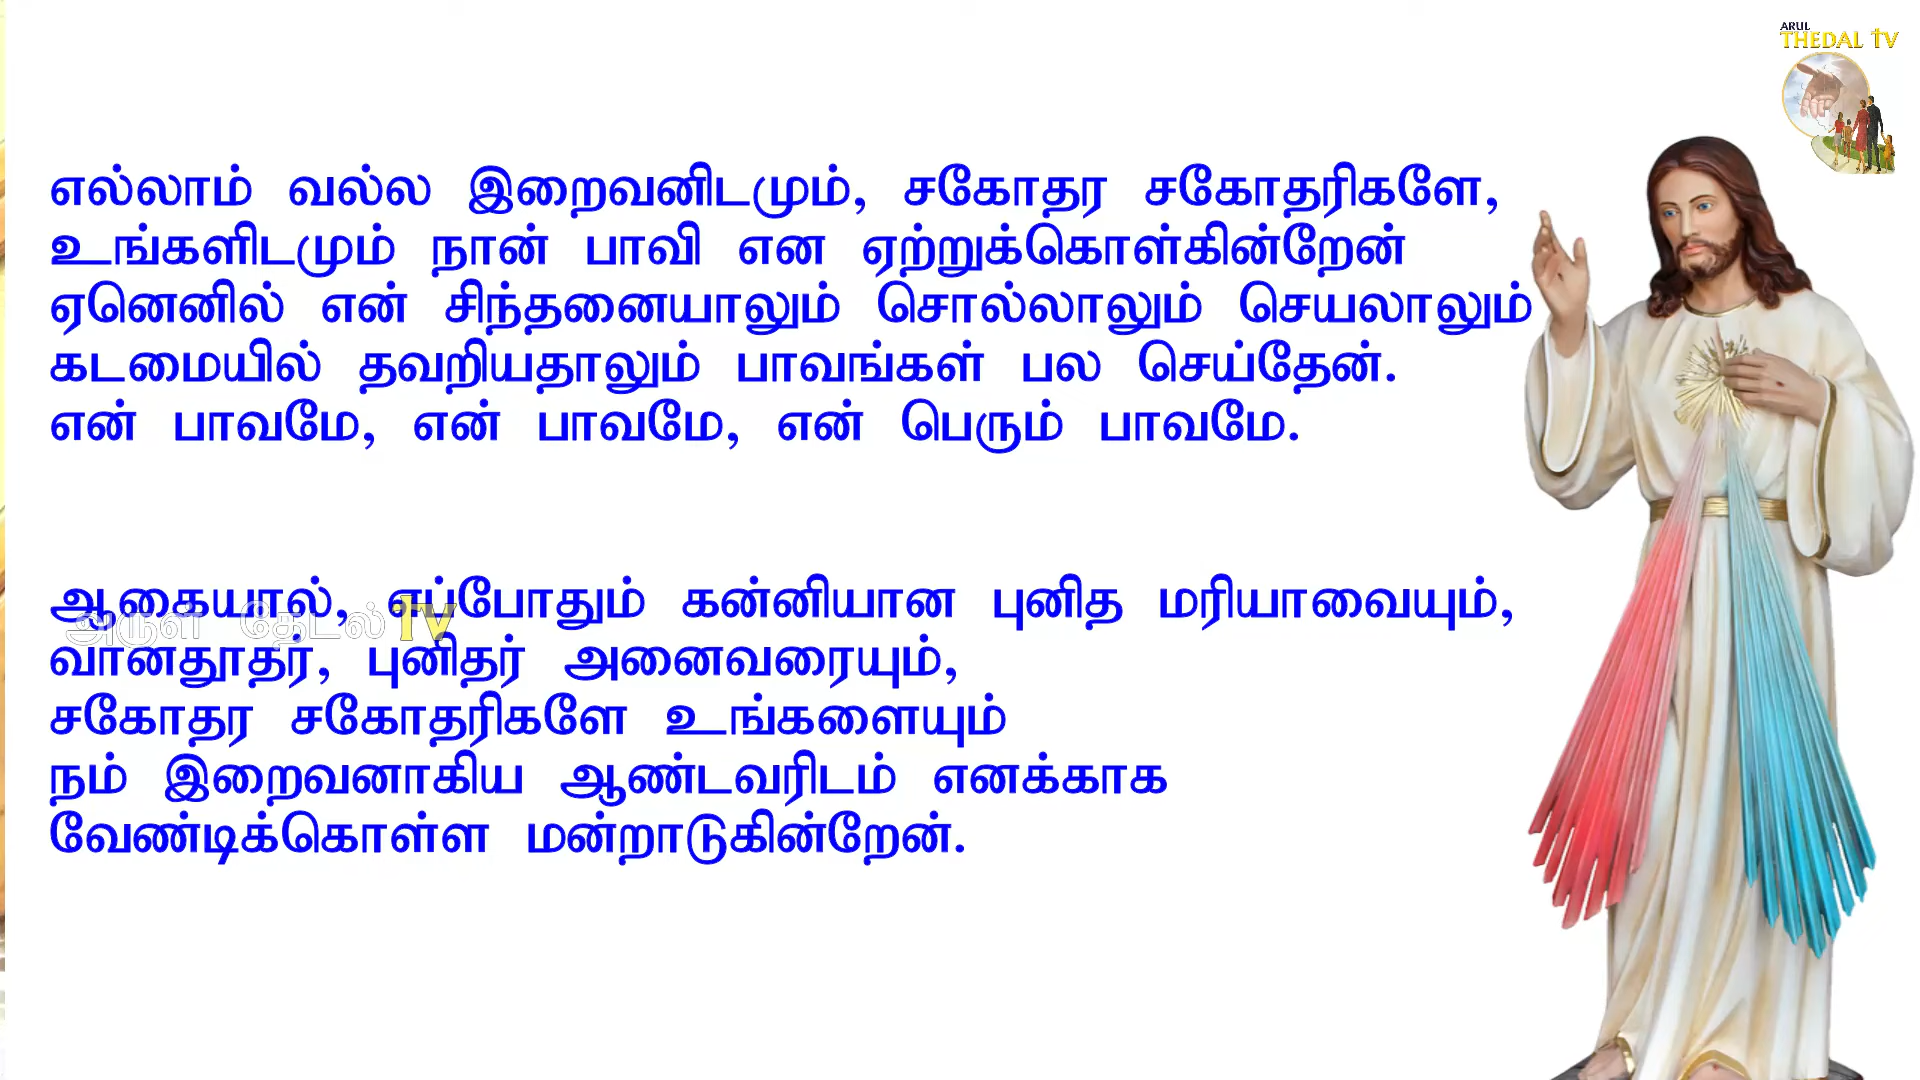 ARUL
THEDAL TV
எல்லாம் வல்ல இறைவனிடமும், சகோதர சகோதரிகளே,
உங்களிடமும் நான் பாவி என ஏற்றுக்கொள்கின்றேன்
ஏனெனில் என் சிந்தனையாலும் சொல்லாலும் செயலாலும்
கடமையில் தவறியதாலும் பாவங்கள் பல செய்தேன்.
என் பாவமே, என் பாவமே, என் பெரும் பாவமே.
ஆகையால், எப்போதும் கன்னியான புனித மரியாவையும்,
அருள் தேடல் TV
வானதூதர், புனிதர் அனைவரையும்,
சகோதர சகோதரிகளே உங்களையும்
நம் இறைவனாகிய ஆண்டவரிடம் எனக்காக
வேண்டிக்கொள்ள மன்றாடுகின்றேன்.